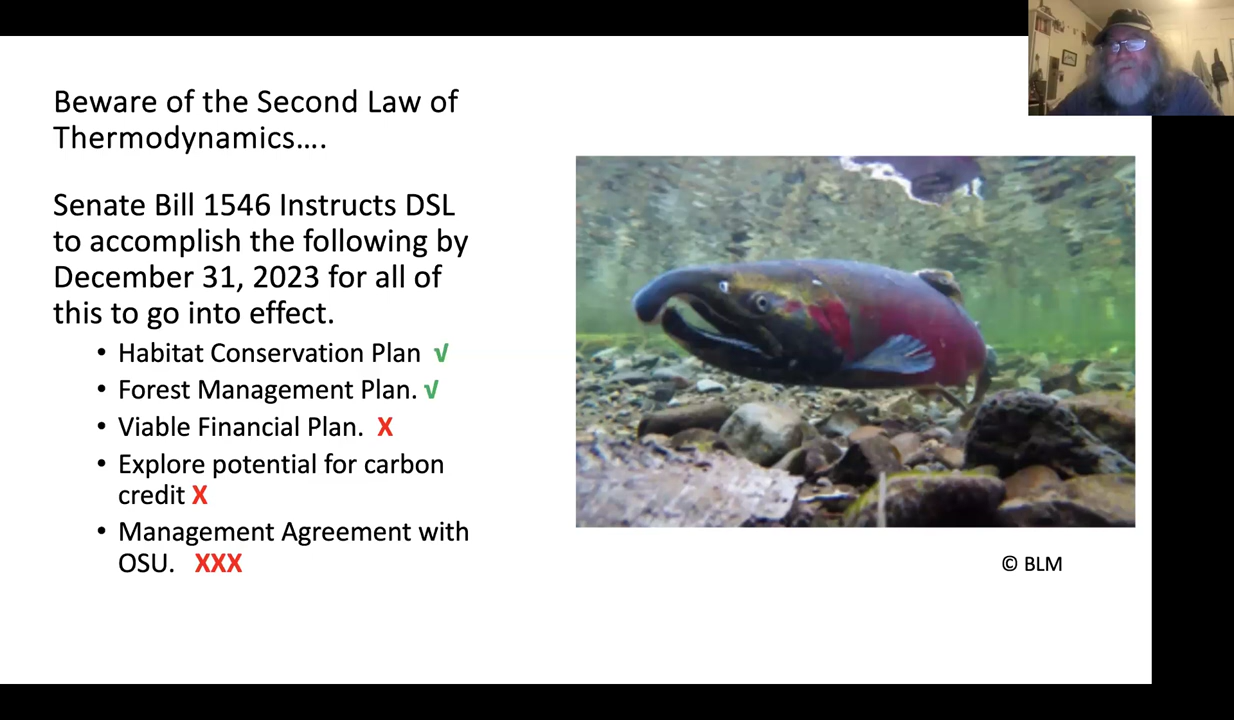 Beware of the Second Law of
Thermodynamics….
Senate Bill 1546 Instructs DSL
to accomplish the following by
December 31, 2023 for all of
this to go into effect.
• Habitat Conservation Plan √
• Forest Management Plan. √
• Viable Financial Plan. X
• Explore potential for carbon
credit X
• Management Agreement with
OSU. XXX
© BLM